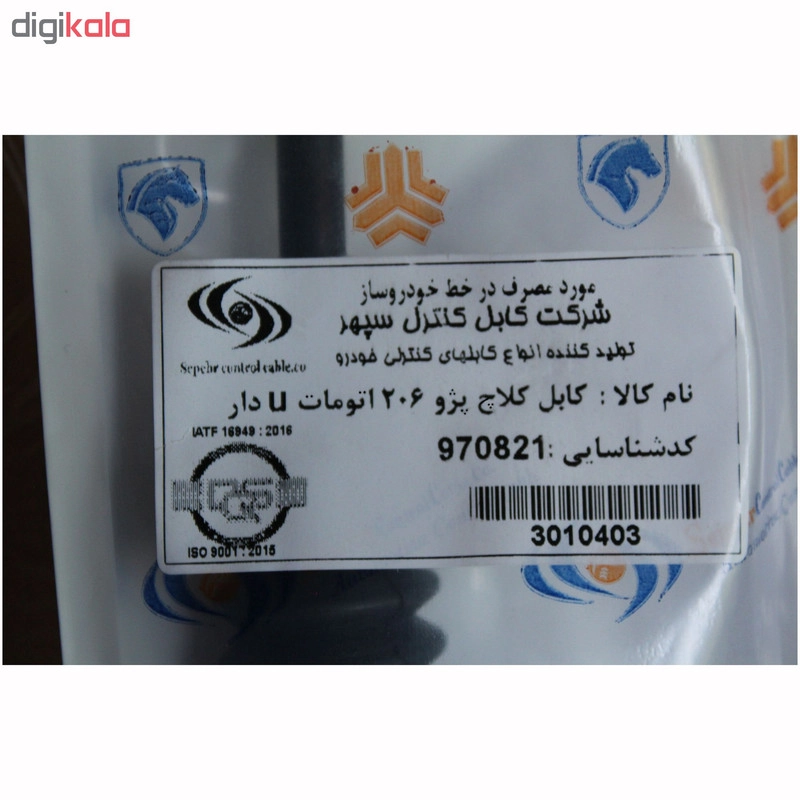 digikala
مورد مصرف در خط خودروساز
شرکت کابل کنترل سپهر
تولید کننده انواع کابلهای کنترلی خودرو
Sepehr control cable.co
نام کالا : کابل کلاچ پژو ۲۰۶ اتومات u دار
IATF 16949 : 2016
کدشناسایی :970821
3010403
ISO 9001 : 2015